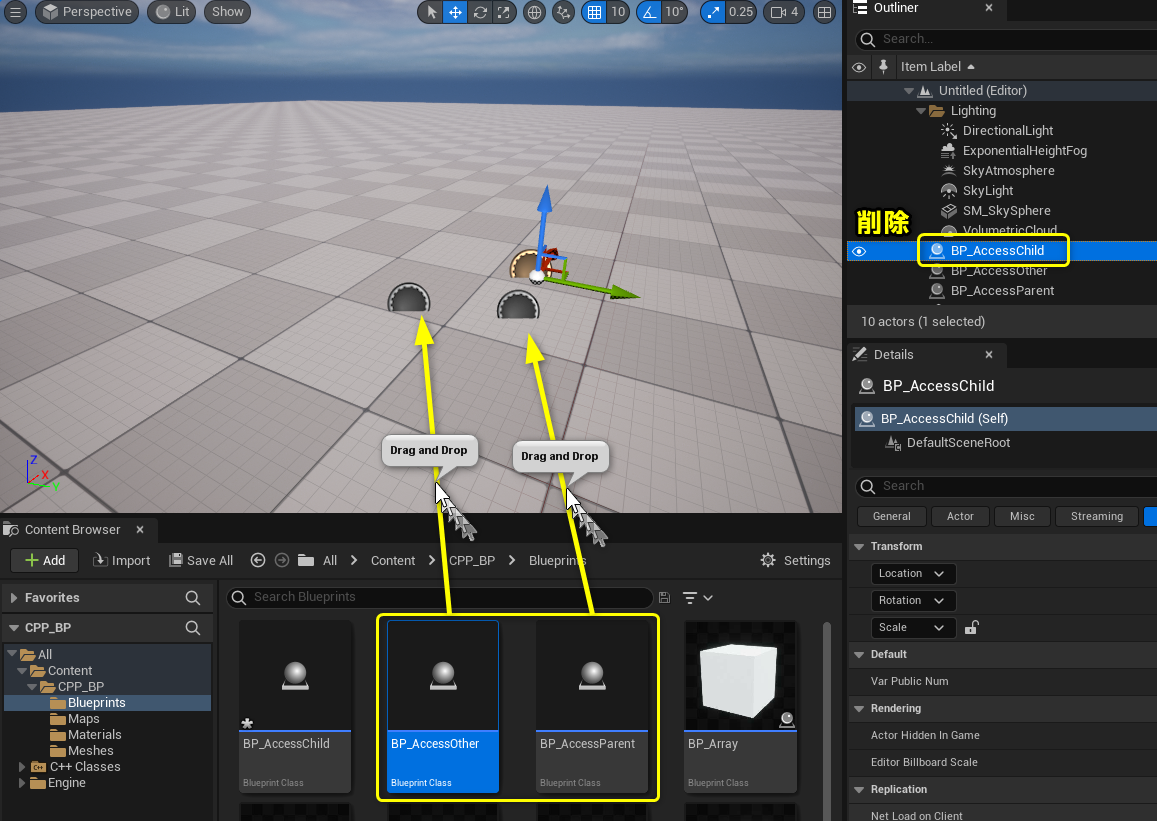 Perspective
Lit
Show
10
10°
0.25
4
Outliner
Search...
Item Label
Untitled (Editor)
Lighting
DirectionalLight
ExponentialHeightFog
SkyAtmosphere
SkyLight
SM_SkySphere
VolumetricCloud
削除
BP_AccessChild
BP_AccessOther
BP_AccessParent
10 actors (1 selected)
Details
BP_AccessChild
BP_AccessChild (Self)
DefaultSceneRoot
Search
General
Actor
Misc
Streaming
Transform
Location
Rotation
Scale
Default
Var Public Num
Rendering
Actor Hidden In Game
Editor Billboard Scale
Replication
Net Load on Client
Z
X
Y
Drag and Drop
Drag and Drop
Content Browser
Add
Import
Save All
All
Content
CPP_BP
Blueprints
Settings
Favorites
CPP_BP
All
Content
CPP_BP
Blueprints
Maps
Materials
Meshes
C++ Classes
Engine
Search Blueprints
BP_AccessChild
Blueprint Class
BP_AccessOther
Blueprint Class
BP_AccessParent
Blueprint Class
BP_Array
Blueprint Class